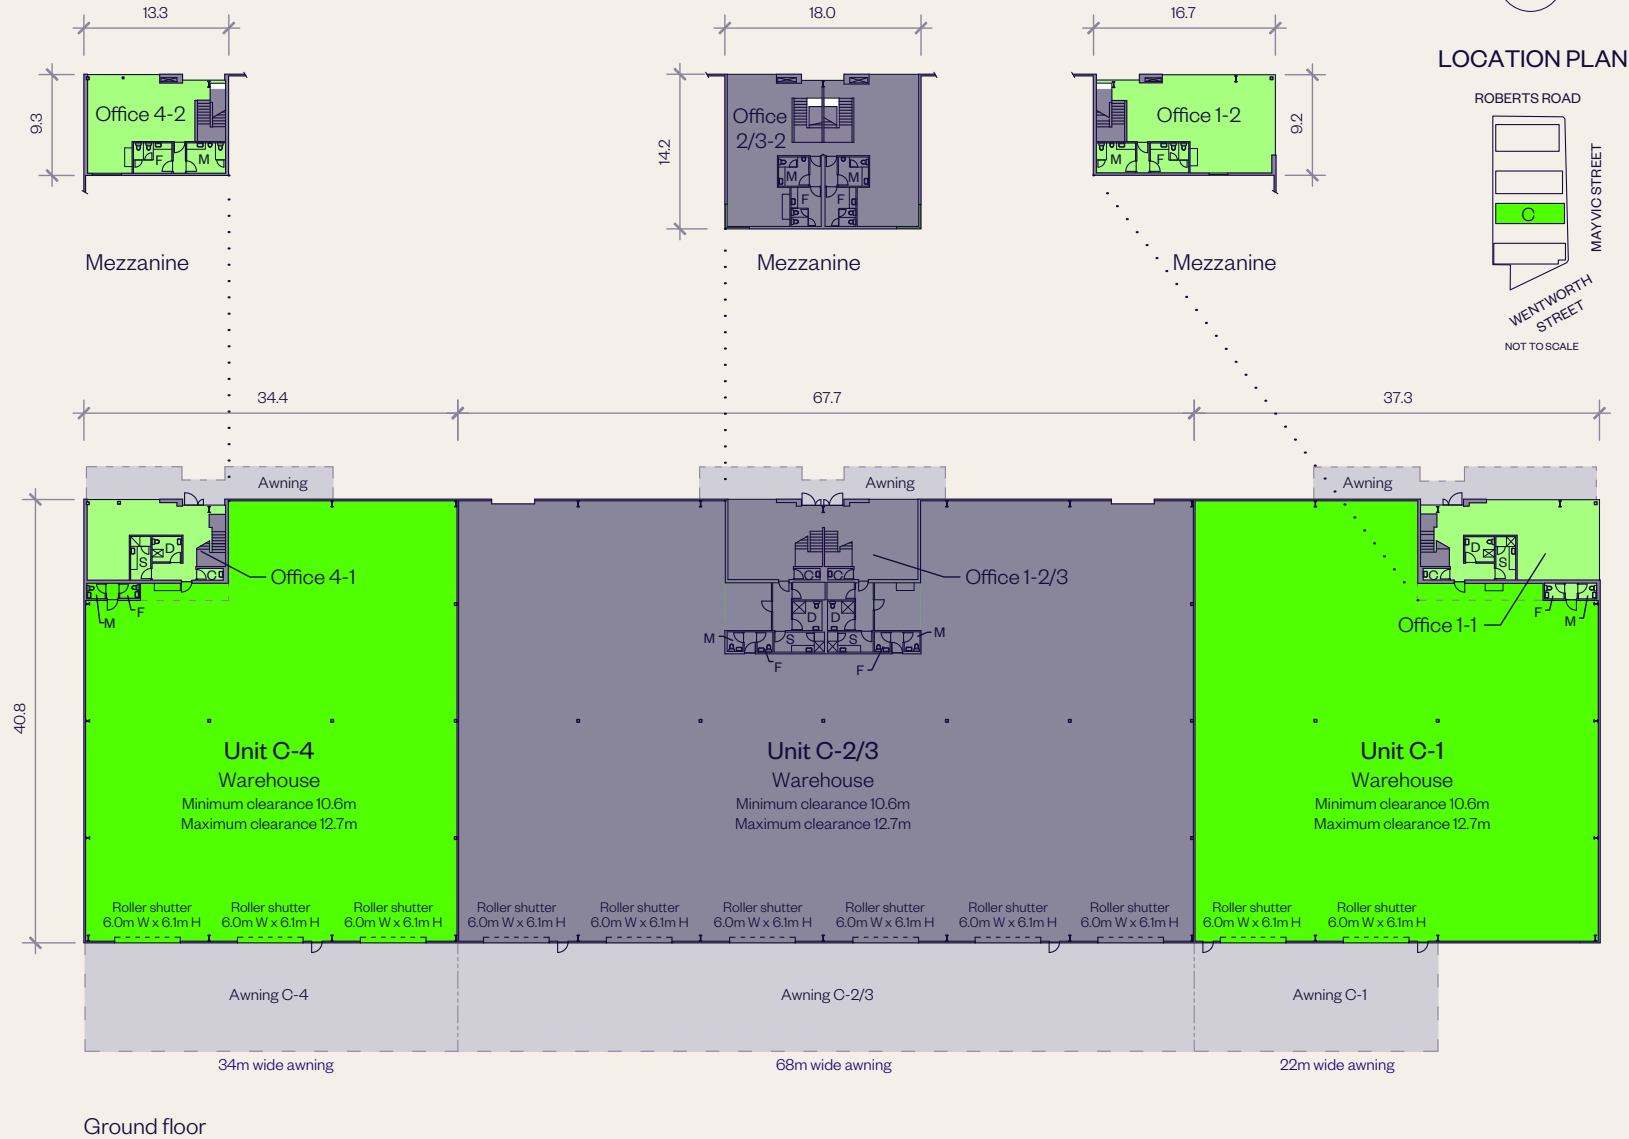 13.3
18.0
16.7
LOCATION PLAN
ROBERTS ROAD
MAYVIC STREET
C
WENTWORTH
STREET
NOT TO SCALE
9.3
Office 4-2
F
M
14.2
Office
2/3-2
M
M
F
F
Office 1-2
M
F
9.2
Mezzanine
Mezzanine
Mezzanine
34.4
67.7
37.3
Awning
Awning
Awning
40.8
S
D
C
Office 4-1
M
F
C
C
Office 1-2/3
D
D
S
S
M
M
F
F
D
S
C
Office 1-1
F
M
Unit C-4
Warehouse
Minimum clearance 10.6m
Maximum clearance 12.7m
Unit C-2/3
Warehouse
Minimum clearance 10.6m
Maximum clearance 12.7m
Unit C-1
Warehouse
Minimum clearance 10.6m
Maximum clearance 12.7m
Roller shutter
6.0m W x 6.1m H
Roller shutter
6.0m W x 6.1m H
Roller shutter
6.0m W x 6.1m H
Roller shutter
6.0m W x 6.1m H
Roller shutter
6.0m W x 6.1m H
Roller shutter
6.0m W x 6.1m H
Roller shutter
6.0m W x 6.1m H
Roller shutter
6.0m W x 6.1m H
Roller shutter
6.0m W x 6.1m H
Roller shutter
6.0m W x 6.1m H
Roller shutter
6.0m W x 6.1m H
Awning C-4
Awning C-2/3
Awning C-1
34m wide awning
68m wide awning
22m wide awning
Ground floor